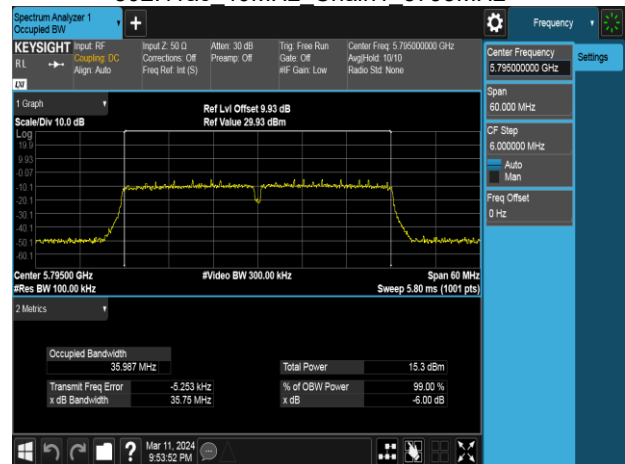 Spectrum Analyzer 1
Occupied BW
+
Frequency
KEYSIGHT
RL
LXI
Input: RF
Coupling: DC
Align: Auto
Input Z: 50 Ω
Corrections: Off
Freq Ref: Int (S)
Atten: 30 dB
Preamp: Off
Trig: Free Run
Gate: Off
#IF Gain: Low
Center Freq: 5.795000000 GHz
Avg|Hold: 10/10
Radio Std: None
Center Frequency
5.795000000 GHz
Settings
Span
60.000 MHz
CF Step
6.000000 MHz
Auto
Man
Freq Offset
0 Hz
1 Graph
Scale/Div 10.0 dB
Ref Lvl Offset 9.93 dB
Ref Value 29.93 dBm
Log
19.9
9.93
-0.07
-10.1
-20.1
-30.1
-40.1
-50.1
-60.1
Center 5.79500 GHz
#Video BW 300.00 kHz
Span 60 MHz
#Res BW 100.00 kHz
Sweep 5.80 ms (1001 pts)
2 Metrics
Occupied Bandwidth
35.987 MHz
Total Power 15.3 dBm
Transmit Freq Error -5.253 kHz
% of OBW Power 99.00 %
x dB Bandwidth 35.75 MHz
x dB -6.00 dB
?
Mar 11, 2024
9:53:52 PM